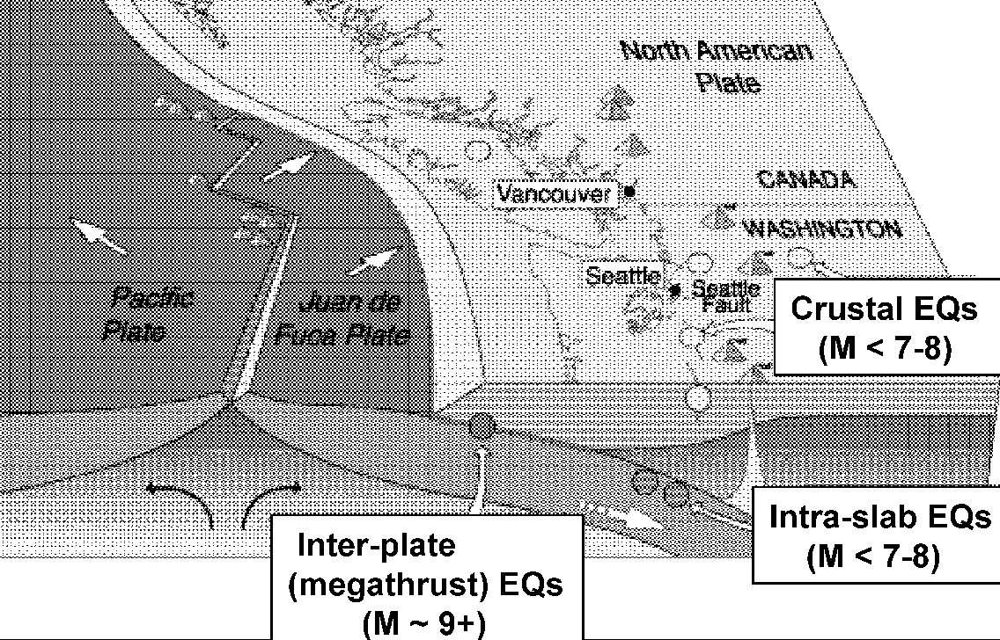 North American
Plate
CANADA
Vancouver
WASHINGTON
Seattle
Seattle
Fault
Pacific
Plate
Juan de
Fuca Plate
Crustal EQs
(M < 7-8)
Intra-slab EQs
(M < 7-8)
Inter-plate
(megathrust) EQs
(M ~ 9+)